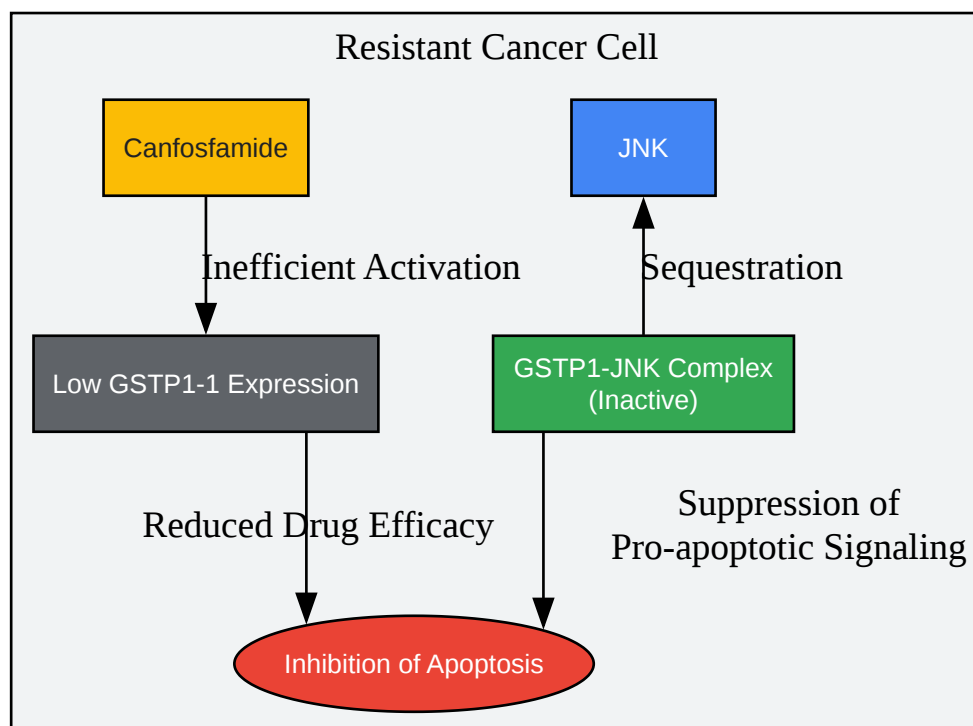 Resistant Cancer Cell
Canfosfamide
JNK
Inefficient Activation
Sequestration
Low GSTP1-1 Expression
GSTP1-JNK Complex
(Inactive)
Reduced Drug Efficacy
Suppression of
Pro-apoptotic Signaling
Inhibition of Apoptosis